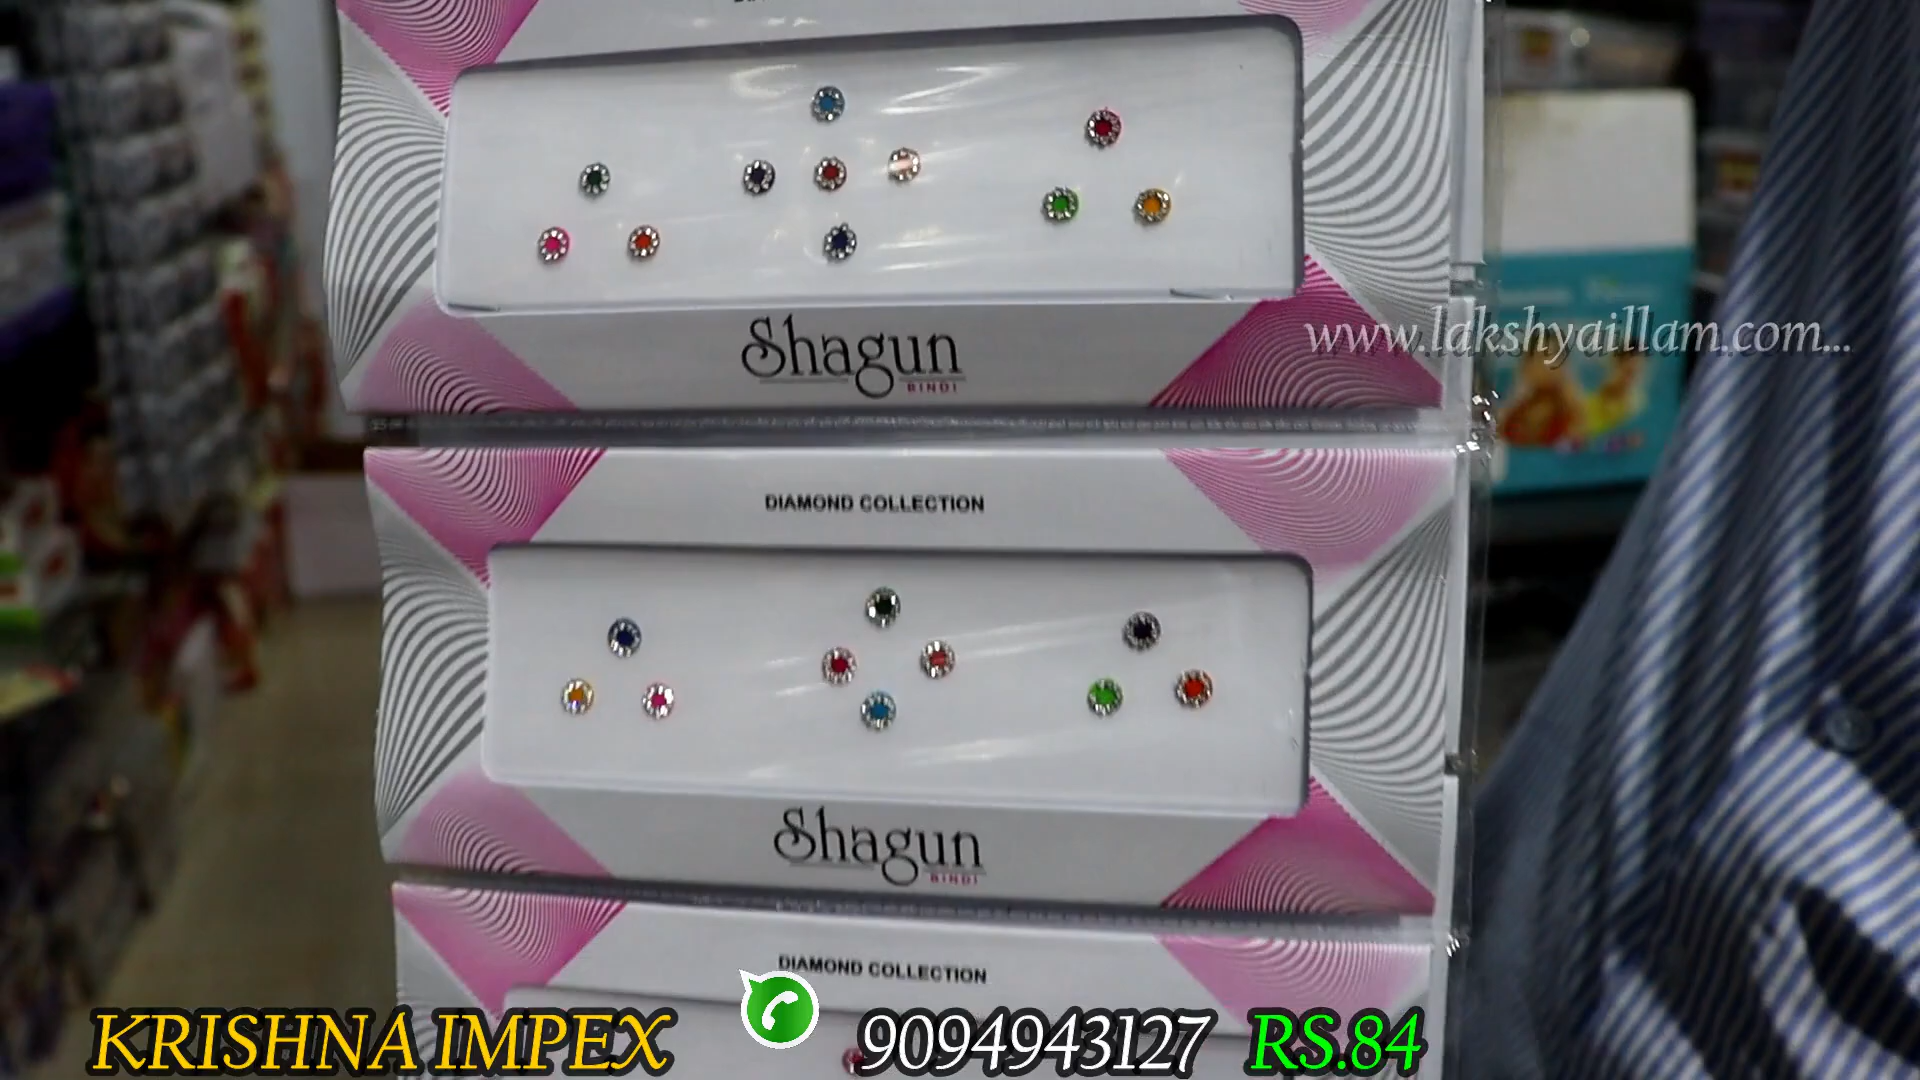 Shagun
BINDI
www.lakshyaillam.com...
DIAMOND COLLECTION
Shagun
BINDI
DIAMOND COLLECTION
KRISHNA IMPEX 9094943127 RS.84